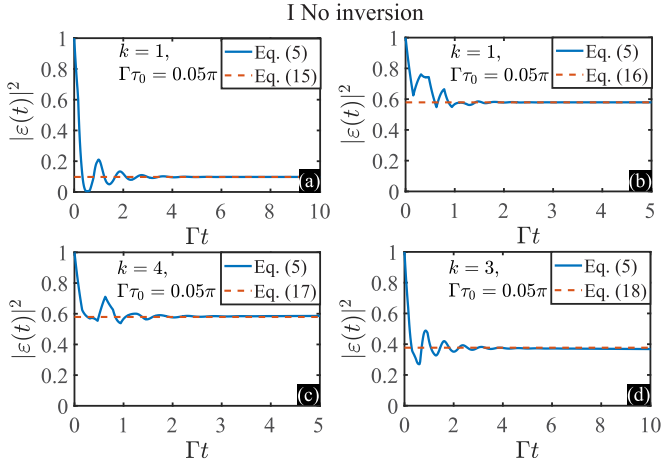 I No inversion
k = 1,
Γτ₀ = 0.05π
Eq. (5)
Eq. (15)
|ε(t)|²
1
0.8
0.6
0.4
0.2
0
0 2 4 6 8 10
Γt
(a)
k = 1,
Γτ₀ = 0.05π
Eq. (5)
Eq. (16)
|ε(t)|²
1
0.8
0.6
0.4
0.2
0
0 1 2 3 4 5
Γt
(b)
k = 4,
Γτ₀ = 0.05π
Eq. (5)
Eq. (17)
|ε(t)|²
1
0.8
0.6
0.4
0.2
0
0 1 2 3 4 5
Γt
(c)
k = 3,
Γτ₀ = 0.05π
Eq. (5)
Eq. (18)
|ε(t)|²
1
0.8
0.6
0.4
0.2
0
0 2 4 6 8 10
Γt
(d)